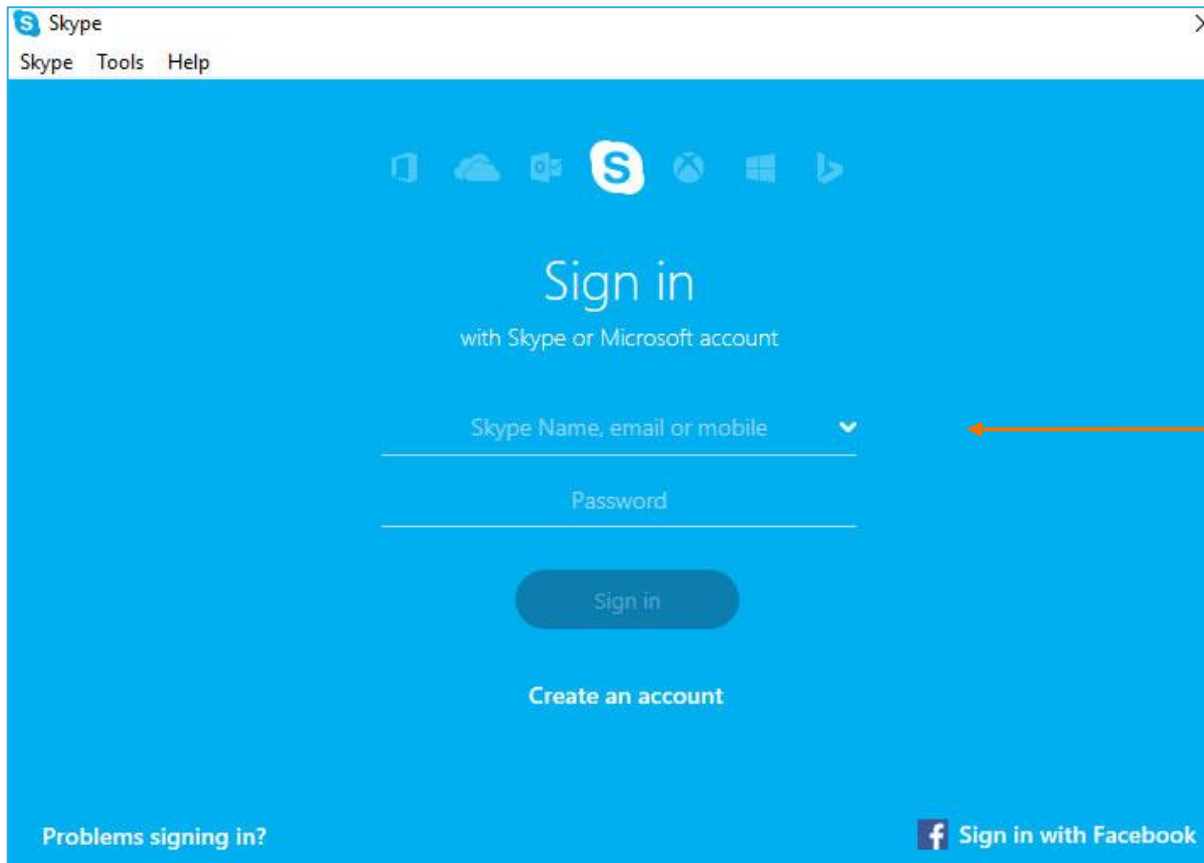 Skype
Skype Tools Help
Sign in
with Skype or Microsoft account
Skype Name, email or mobile
Password
Sign in
Create an account
Problems signing in?
Sign in with Facebook